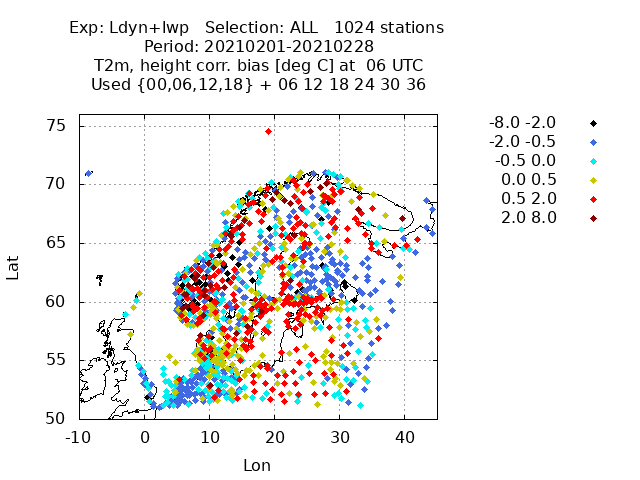 Exp: Ldyn+lwp   Selection: ALL   1024 stations
Period: 20210201-20210228
T2m, height corr. bias [deg C] at  06 UTC
Used {00,06,12,18} + 06 12 18 24 30 36
-8.0 -2.0
-2.0 -0.5
-0.5 0.0
0.0 0.5
0.5 2.0
2.0 8.0
75
70
65
60
55
50
Lat
-10 0 10 20 30 40
Lon